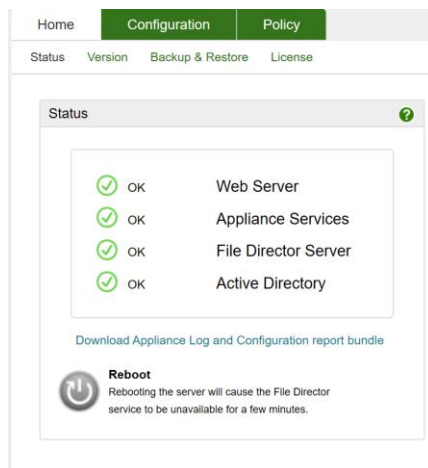 Home Configuration Policy
Status Version Backup & Restore License
Status ?
OK Web Server
OK Appliance Services
OK File Director Server
OK Active Directory
Download Appliance Log and Configuration report bundle
Reboot
Rebooting the server will cause the File Director
service to be unavailable for a few minutes.